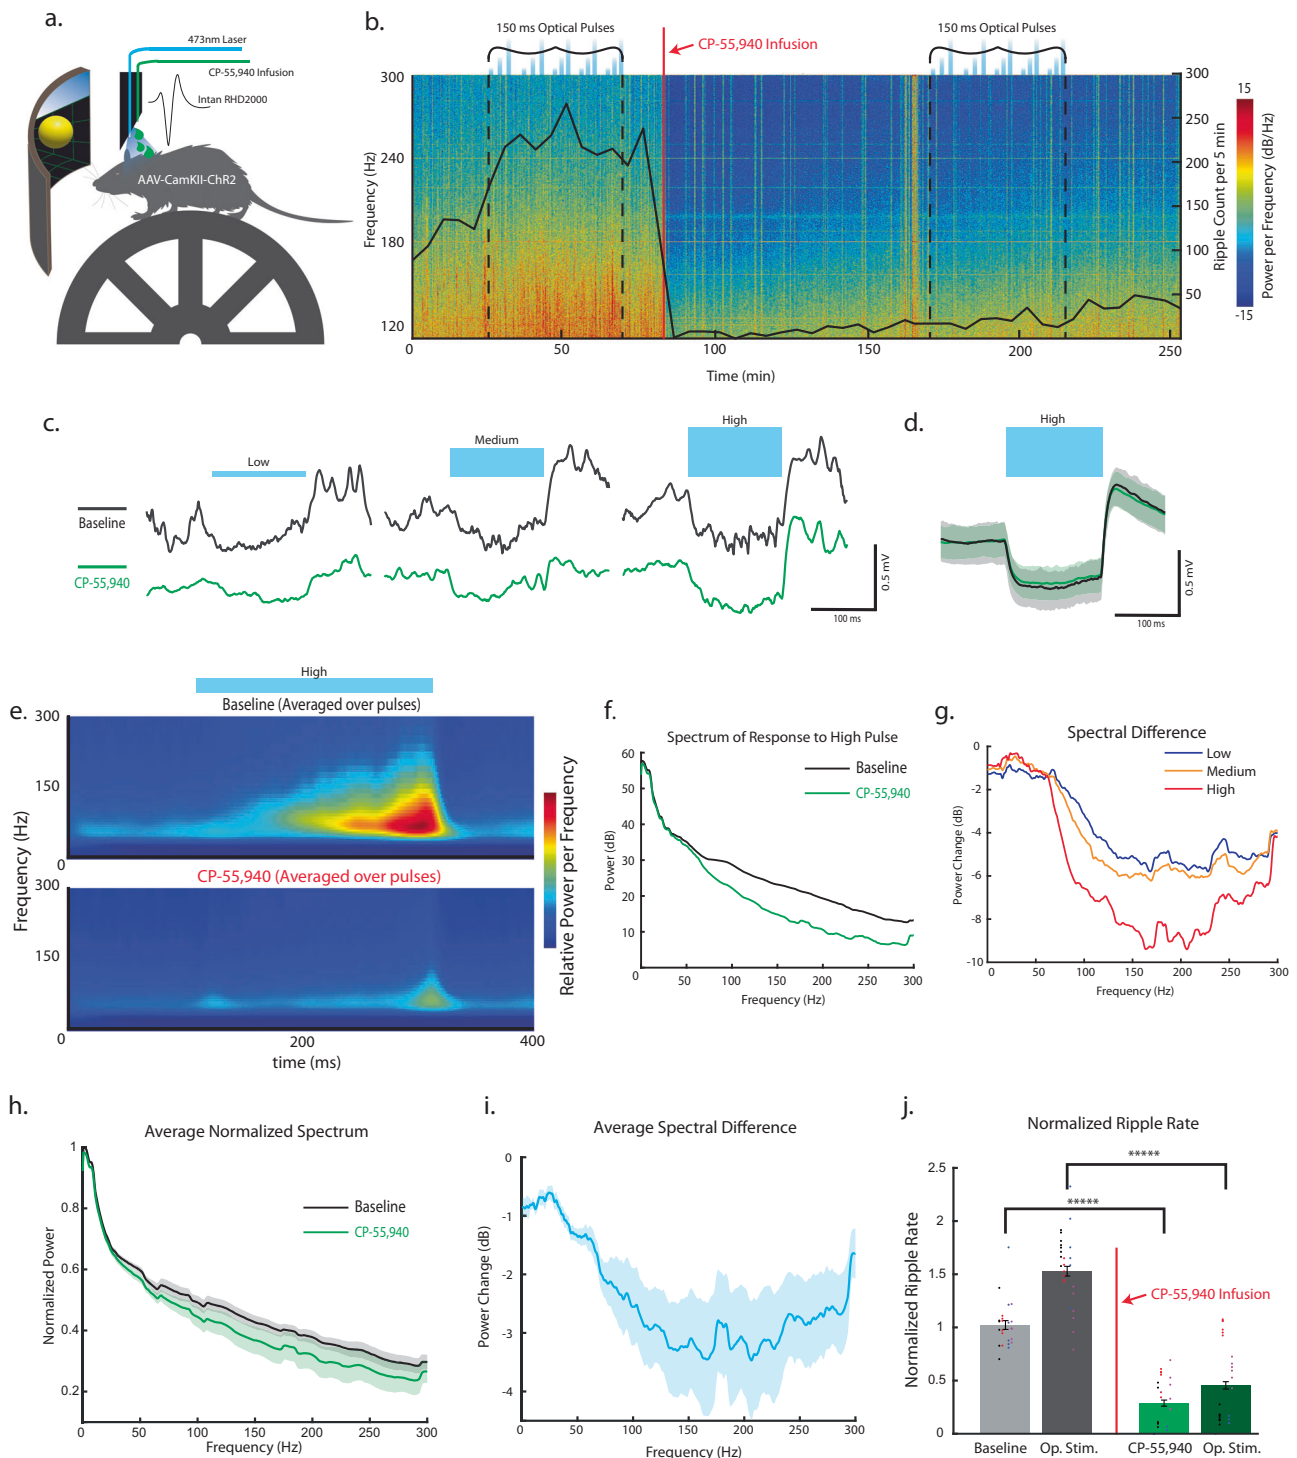 a.
473nm Laser
CP-55,940 Infusion
Intan RHD2000
AAV-CamKII-ChR2
b.
150 ms Optical Pulses
CP-55,940 Infusion
150 ms Optical Pulses
300
240
180
120
Frequency (Hz)
0
50
100
150
200
250
Time (min)
300
250
200
150
100
50
Ripple Count per 5 min
15
-15
Power per Frequency (dB/Hz)
c.
Low
Medium
High
Baseline
CP-55,940
0.5 mV
100 ms
d.
High
0.5 mV
100 ms
e.
High
Baseline (Averaged over pulses)
300
150
0
CP-55,940 (Averaged over pulses)
300
150
0
Frequency (Hz)
200
400
time (ms)
Relative Power per Frequency
f.
Spectrum of Response to High Pulse
Baseline
CP-55,940
60
50
40
30
20
10
Power (dB)
0
50
100
150
200
250
300
Frequency (Hz)
g.
Spectral Difference
Low
Medium
High
0
-2
-4
-6
-8
-10
Power Change (dB)
0
50
100
150
200
250
300
Frequency (Hz)
h.
Average Normalized Spectrum
Baseline
CP-55,940
1
0.8
0.6
0.4
0.2
Normalized Power
0
50
100
150
200
250
300
Frequency (Hz)
i.
Average Spectral Difference
0
-1
-2
-3
-4
Power Change (dB)
0
50
100
150
200
250
300
Frequency (Hz)
j.
Normalized Ripple Rate
*****
*****
CP-55,940 Infusion
2.5
2
1.5
1
0.5
0
Normalized Ripple Rate
Baseline
Op. Stim.
CP-55,940
Op. Stim.